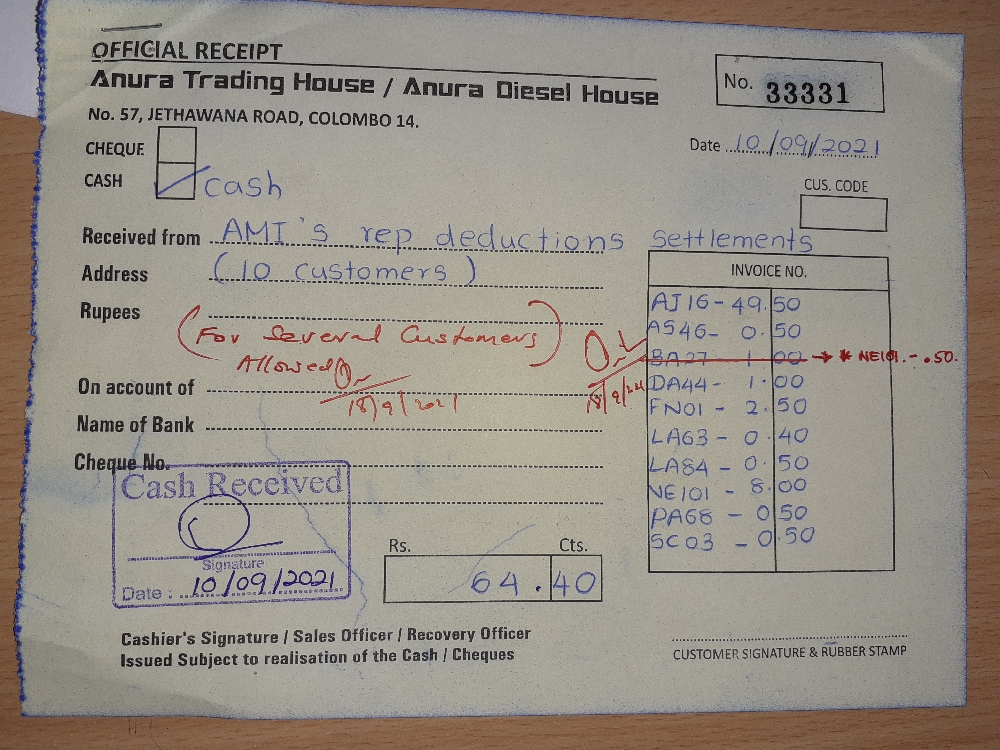 OFFICIAL RECEIPT
Anura Trading House / Anura Diesel House
No. 33331
No. 57, JETHAWANA ROAD, COLOMBO 14.
Date 10/09/2021
CHEQUE
CASH cash
CUS. CODE
Received from AMI's rep deductions settlements
Address (10 customers)
INVOICE NO.
Rupees
(For Several Customers)
Allowed
18/9/2021
AJ16 - 49.50
AS46 - 0.50
BA27 - 1.00 → * NE101. - .50.
18/9/21
DA44 - 1.00
FN01 - 2.50
LA63 - 0.40
LA84 - 0.50
NE101 - 8.00
PA68 - 0.50
SC03 - 0.50
On account of
Name of Bank
Cheque No.
Cash Received
Signature
Date : 10/09/2021
Rs. Cts.
64.40
Cashier's Signature / Sales Officer / Recovery Officer
Issued Subject to realisation of the Cash / Cheques
CUSTOMER SIGNATURE & RUBBER STAMP